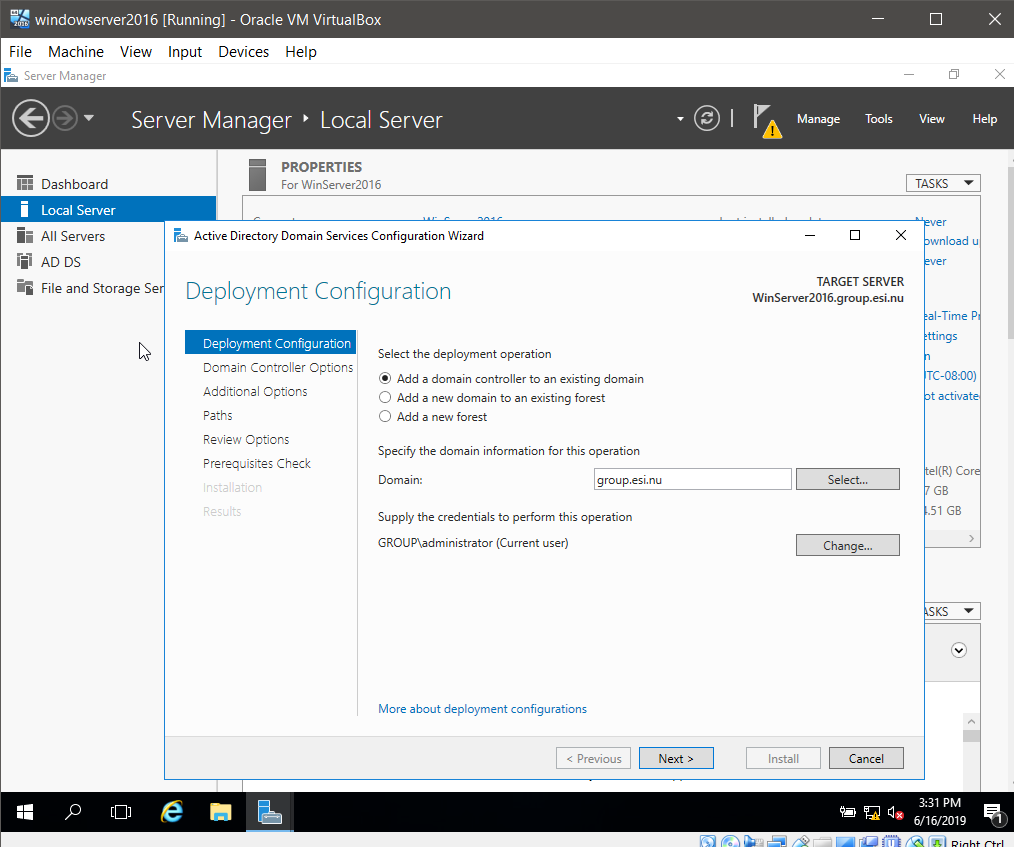 windowserver2016 [Running] - Oracle VM VirtualBox
File Machine View Input Devices Help
Server Manager
Server Manager • Local Server
Manage Tools View Help
Dashboard
Local Server
All Servers
AD DS
File and Storage Ser
PROPERTIES
For WinServer2016
TASKS
Never
ownload u
ever
eal-Time Pr
ettings
n
UTC-08:00)
ot activate
tel(R) Core
7 GB
4.51 GB
ASKS
Active Directory Domain Services Configuration Wizard
Deployment Configuration
TARGET SERVER
WinServer2016.group.esi.nu
Deployment Configuration
Domain Controller Options
Additional Options
Paths
Review Options
Prerequisites Check
Installation
Results
Select the deployment operation
Add a domain controller to an existing domain
Add a new domain to an existing forest
Add a new forest
Specify the domain information for this operation
Domain: group.esi.nu Select...
Supply the credentials to perform this operation
GROUP\administrator (Current user) Change...
More about deployment configurations
< Previous Next > Install Cancel
3:31 PM
6/16/2019
1
Right Ctrl